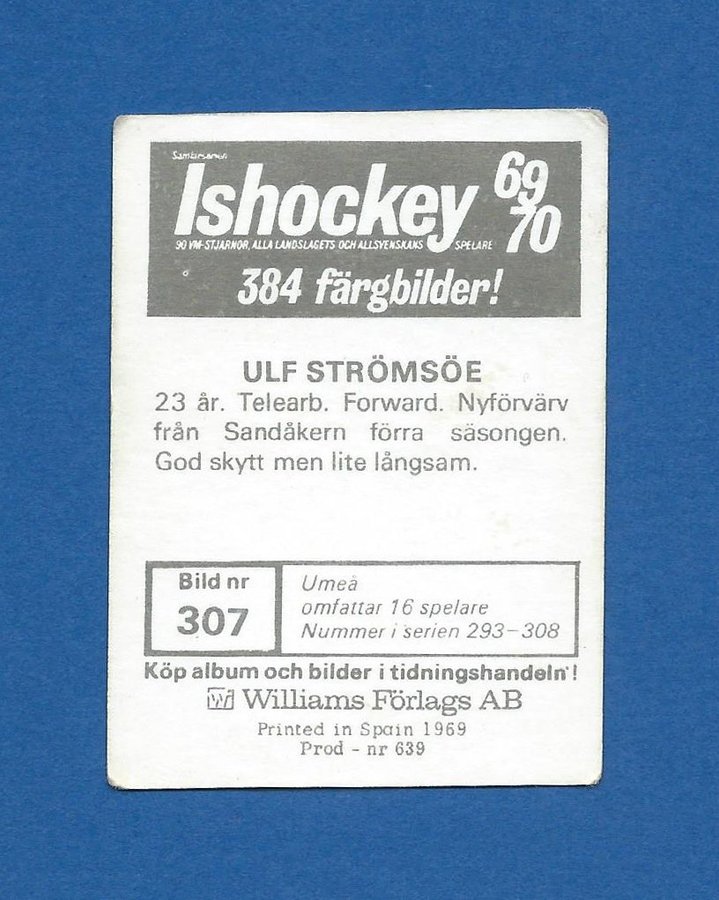 Samlarserien
Ishockey 69
70
90 VM-STJÄRNOR, ALLA LANDSLAGETS OCH ALLSVENSKANS SPELARE
384 färgbilder!
ULF STRÖMSÖE
23 år. Telearb. Forward. Nyförvärv
från Sandåkern förra säsongen.
God skytt men lite långsam.
Bild nr
307
Umeå
omfattar 16 spelare
Nummer i serien 293–308
Köp album och bilder i tidningshandeln!
Wf Williams Förlags AB
Printed in Spain 1969
Prod - nr 639